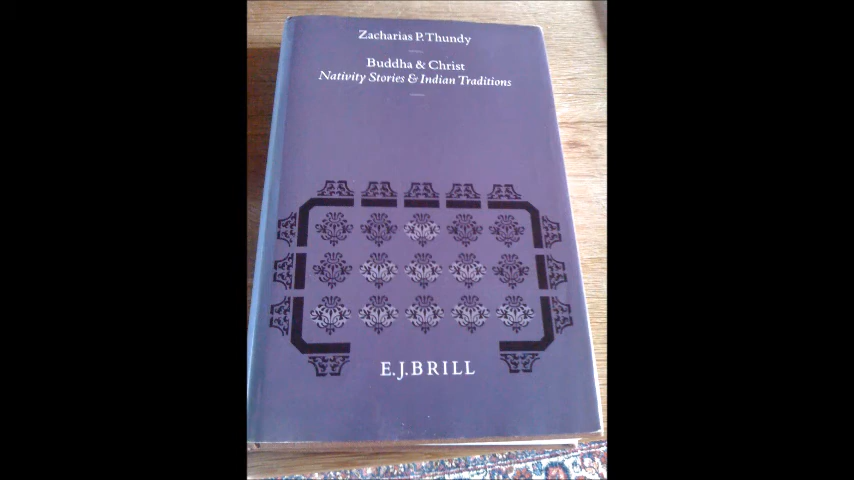 Zacharias P. Thundy
Buddha & Christ
Nativity Stories & Indian Traditions
E.J.BRILL